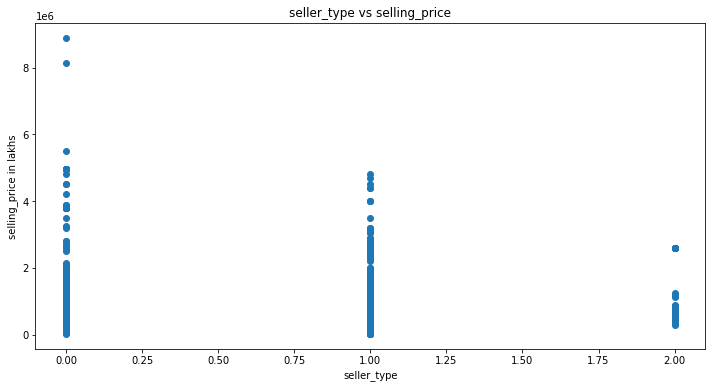 seller_type vs selling_price
1e6
8
6
4
2
0
selling_price in lakhs
0.00 0.25 0.50 0.75 1.00 1.25 1.50 1.75 2.00
seller_type